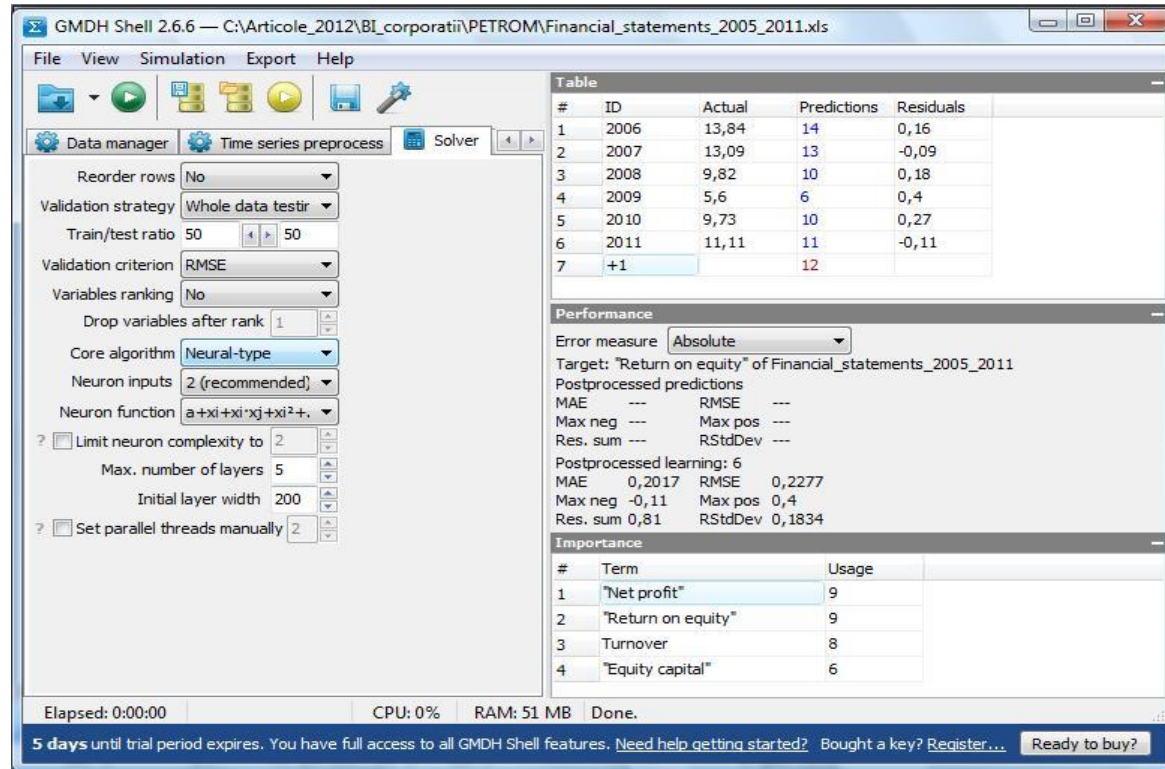 GMDH Shell 2.6.6 — C:\Articole_2012\BI_corporatii\PETROM\Financial_statements_2005_2011.xls
File View Simulation Export Help
Data manager Time series preprocess Solver
Reorder rows No
Validation strategy Whole data testir
Train/test ratio 50 50
Validation criterion RMSE
Variables ranking No
Drop variables after rank 1
Core algorithm Neural-type
Neuron inputs 2 (recommended)
Neuron function a+xi+xi·xj+xi²+.
? Limit neuron complexity to 2
Max. number of layers 5
Initial layer width 200
? Set parallel threads manually 2
Table
# ID Actual Predictions Residuals
1 2006 13,84 14 0,16
2 2007 13,09 13 -0,09
3 2008 9,82 10 0,18
4 2009 5,6 6 0,4
5 2010 9,73 10 0,27
6 2011 11,11 11 -0,11
7 +1 12
Performance
Error measure Absolute
Target: "Return on equity" of Financial_statements_2005_2011
Postprocessed predictions
MAE --- RMSE ---
Max neg --- Max pos ---
Res. sum --- RStdDev ---
Postprocessed learning: 6
MAE 0,2017 RMSE 0,2277
Max neg -0,11 Max pos 0,4
Res. sum 0,81 RStdDev 0,1834
Importance
# Term Usage
1 "Net profit" 9
2 "Return on equity" 9
3 Turnover 8
4 "Equity capital" 6
Elapsed: 0:00:00 CPU: 0% RAM: 51 MB Done.
5 days until trial period expires. You have full access to all GMDH Shell features. Need help getting started? Bought a key? Register... Ready to buy?